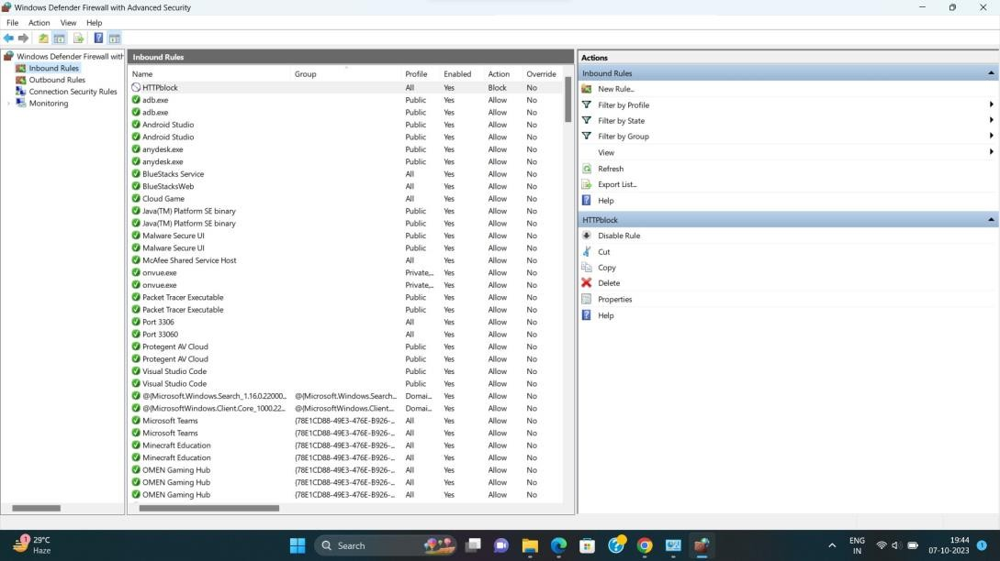 Windows Defender Firewall with Advanced Security
File Action View Help
Windows Defender Firewall with
Inbound Rules
Outbound Rules
Connection Security Rules
Monitoring
Inbound Rules
Name Group Profile Enabled Action Override
HTTPblock All Yes Block No
adb.exe Public Yes Allow No
adb.exe Public Yes Allow No
Android Studio Public Yes Allow No
Android Studio Public Yes Allow No
anydesk.exe Public Yes Allow No
anydesk.exe Public Yes Allow No
BlueStacks Service All Yes Allow No
BlueStacksWeb All Yes Allow No
Cloud Game All Yes Allow No
Java(TM) Platform SE binary Public Yes Allow No
Java(TM) Platform SE binary Public Yes Allow No
Malware Secure UI Public Yes Allow No
Malware Secure UI Public Yes Allow No
McAfee Shared Service Host All Yes Allow No
onvue.exe Private,... Yes Allow No
onvue.exe Private,... Yes Allow No
Packet Tracer Executable Public Yes Allow No
Packet Tracer Executable Public Yes Allow No
Port 3306 All Yes Allow No
Port 33060 All Yes Allow No
Protegent AV Cloud Public Yes Allow No
Protegent AV Cloud Public Yes Allow No
Visual Studio Code Public Yes Allow No
Visual Studio Code Public Yes Allow No
@{Microsoft.Windows.Search_1.16.0.22000... @{Microsoft.Windows.Search... Domai... Yes Allow No
@{MicrosoftWindows.Client.Core_1000.22... @{MicrosoftWindows.Client... Domai... Yes Allow No
Microsoft Teams {78E1CD88-49E3-476E-B926-... All Yes Allow No
Microsoft Teams {78E1CD88-49E3-476E-B926-... All Yes Allow No
Minecraft Education {78E1CD88-49E3-476E-B926-... All Yes Allow No
Minecraft Education {78E1CD88-49E3-476E-B926-... All Yes Allow No
OMEN Gaming Hub {78E1CD88-49E3-476E-B926-... All Yes Allow No
OMEN Gaming Hub {78E1CD88-49E3-476E-B926-... All Yes Allow No
OMEN Gaming Hub {78E1CD88-49E3-476E-B926-... All Yes Allow No
Actions
Inbound Rules
New Rule...
Filter by Profile
Filter by State
Filter by Group
View
Refresh
Export List...
Help
HTTPblock
Disable Rule
Cut
Copy
Delete
Properties
Help
1
29°C
Haze
Search
ENG
IN
19:44
07-10-2023
1